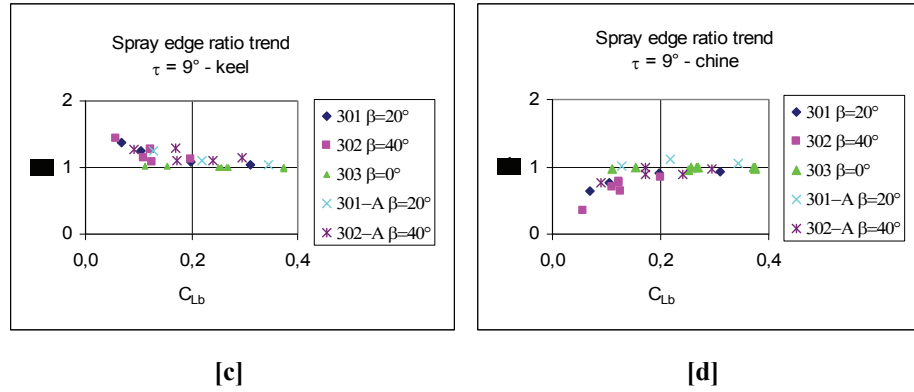 Spray edge ratio trend
τ = 9° - keel
2
1
0
0,0
0,2
0,4
CLb
301 β=20°
302 β=40°
303 β=0°
301–A β=20°
302–A β=40°
[c]
Spray edge ratio trend
τ = 9° - chine
2
1
0
0,0
0,2
0,4
CLb
301 β=20°
302 β=40°
303 β=0°
301–A β=20°
302–A β=40°
[d]